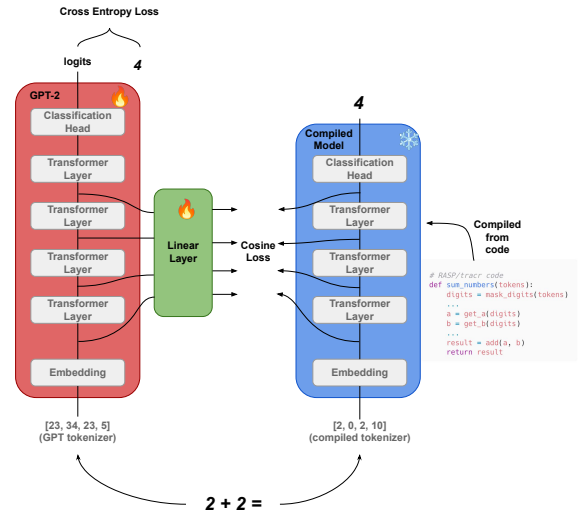 Cross Entropy Loss
logits
4
GPT-2
Classification
Head
Transformer
Layer
Transformer
Layer
Transformer
Layer
Transformer
Layer
Embedding
[23, 34, 23, 5]
(GPT tokenizer)
Linear
Layer
Cosine
Loss
4
Compiled
Model
Classification
Head
Transformer
Layer
Transformer
Layer
Transformer
Layer
Embedding
[2, 0, 2, 10]
(compiled tokenizer)
Compiled
from
code
# RASP/tracr code
def sum_numbers(tokens):
digits = mask_digits(tokens)
...
a = get_a(digits)
b = get_b(digits)
...
result = add(a, b)
return result
2 + 2 =